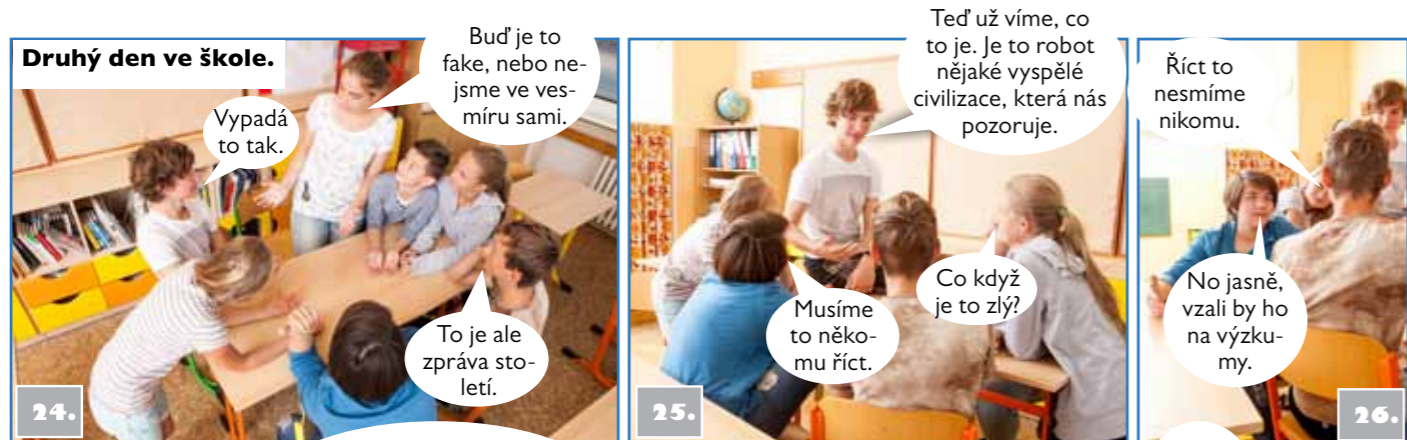 Druhý den ve škole.
Buď je to
fake, nebo ne-
jsme ve ves-
míru sami.
Vypadá
to tak.
To je ale
zpráva sto-
letí.
24.
Teď už víme, co
to je. Je to robot
nějaké vyspělé
civilizace, která nás
pozoruje.
Musíme
to něko-
mu říct.
Co když
je to zlý?
25.
Říct to
nesmíme
nikomu.
No jasně,
vzali by ho
na výzku-
my.
26.